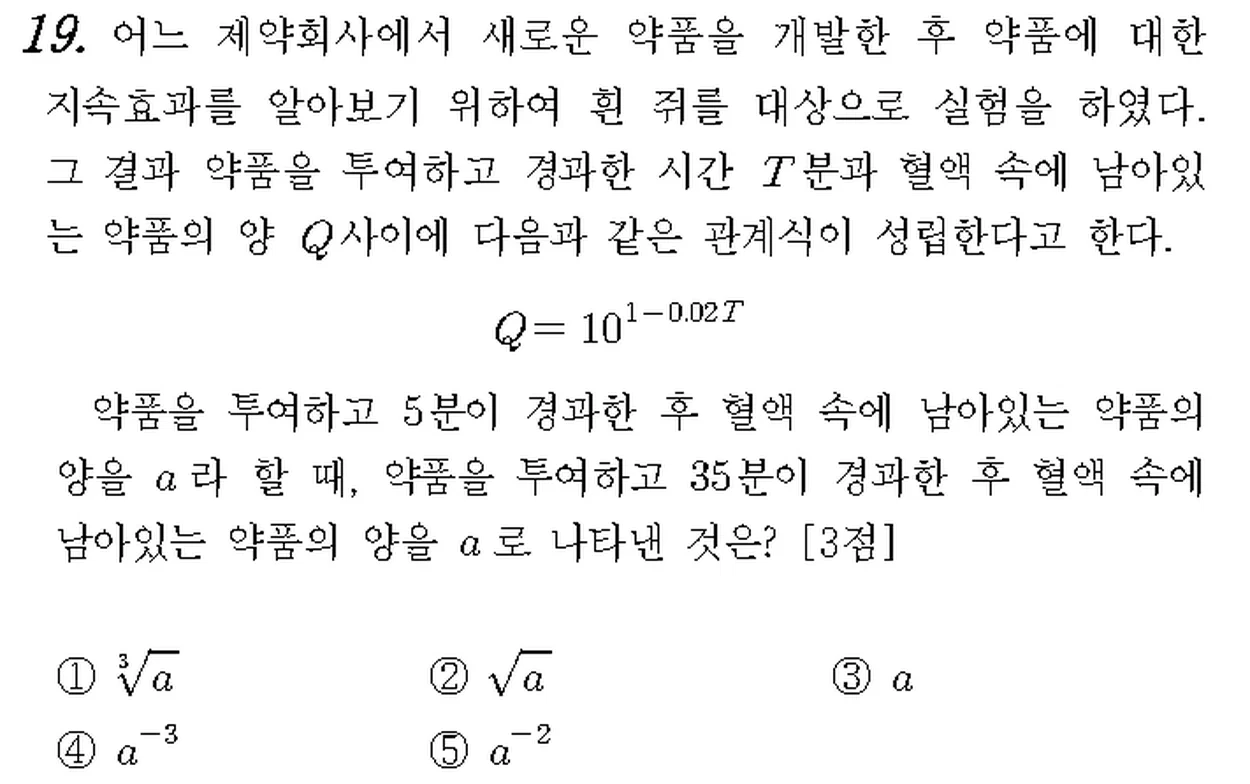 19. 어느 제약회사에서 새로운 약품을 개발한 후 약품에 대한
지속효과를 알아보기 위하여 흰 쥐를 대상으로 실험을 하였다.
그 결과 약품을 투여하고 경과한 시간 T분과 혈액 속에 남아있
는 약품의 양 Q사이에 다음과 같은 관계식이 성립한다고 한다.
Q = 10^{1-0.02T}
약품을 투여하고 5분이 경과한 후 혈액 속에 남아있는 약품의
양을 a라 할 때, 약품을 투여하고 35분이 경과한 후 혈액 속에
남아있는 약품의 양을 a로 나타낸 것은? [3점]
① ∛a ② √a ③ a
④ a^{-3} ⑤ a^{-2}